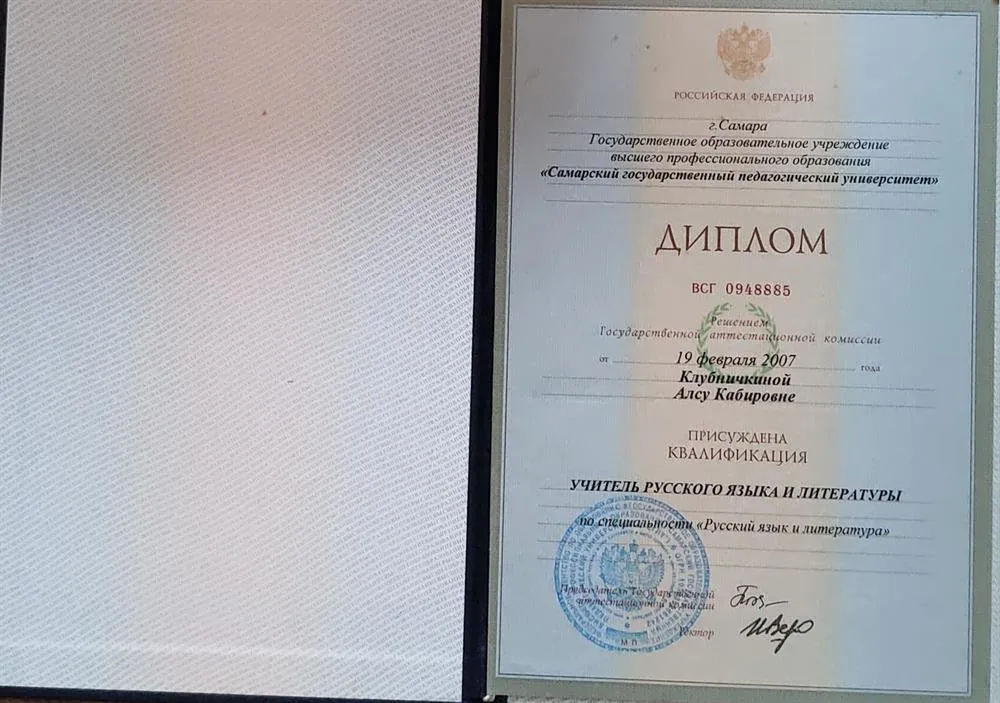 РОССИЙСКАЯ ФЕДЕРАЦИЯ
г.Самара
Государственное образовательное учреждение
высшего профессионального образования
«Самарский государственный педагогический университет»
ДИПЛОМ
ВСГ 0948885
Решением
Государственной аттестационной комиссии
от 19 февраля 2007 года
Клубничкиной
Алсу Кабировне
ПРИСУЖДЕНА
КВАЛИФИКАЦИЯ
УЧИТЕЛЬ РУССКОГО ЯЗЫКА И ЛИТЕРАТУРЫ
по специальности «Русский язык и литература»
Председатель Государственной
аттестационной комиссии
Ректор
М.П.